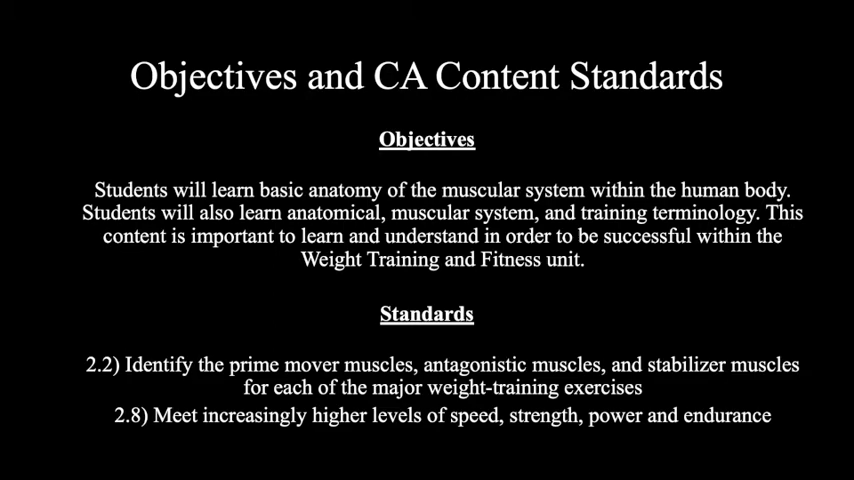 Objectives and CA Content Standards
Objectives
Students will learn basic anatomy of the muscular system within the human body.
Students will also learn anatomical, muscular system, and training terminology. This
content is important to learn and understand in order to be successful within the
Weight Training and Fitness unit.
Standards
2.2) Identify the prime mover muscles, antagonistic muscles, and stabilizer muscles
for each of the major weight-training exercises
2.8) Meet increasingly higher levels of speed, strength, power and endurance